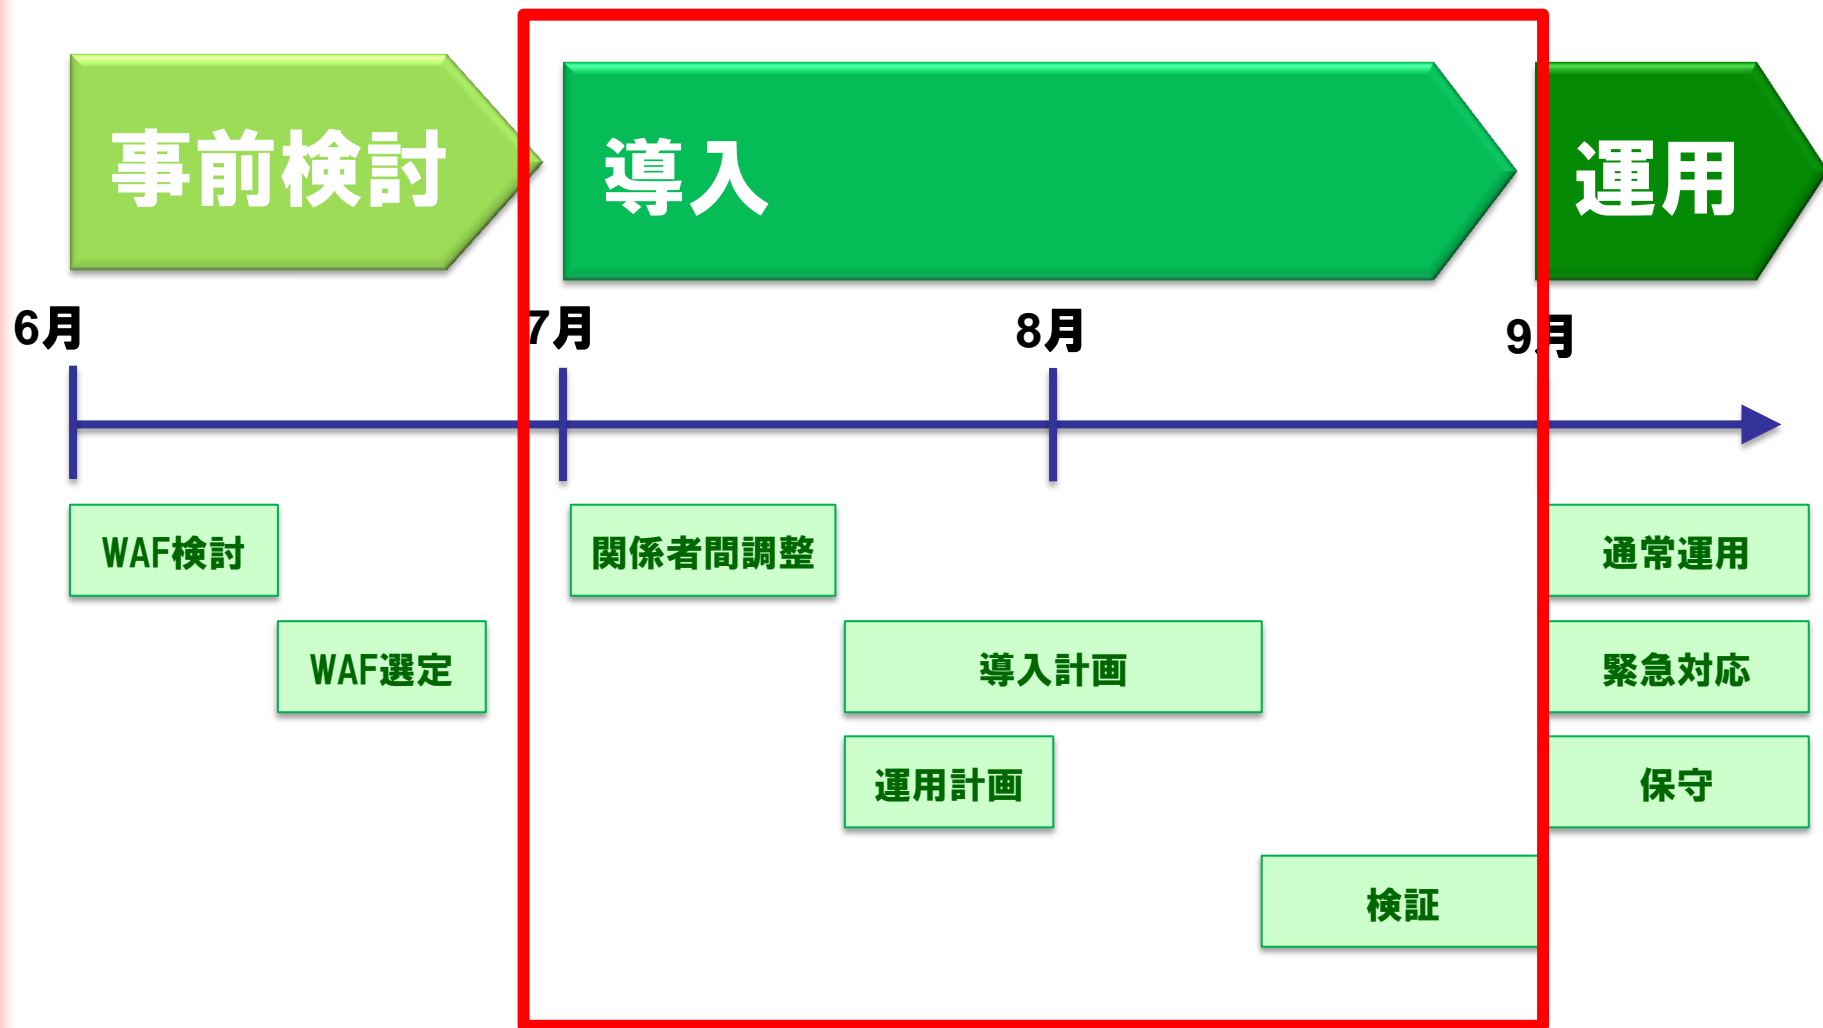 事前検討
導入
運用
6月
7月
8月
9月
WAF検討
関係者間調整
通常運用
WAF選定
導入計画
緊急対応
運用計画
保守
検証